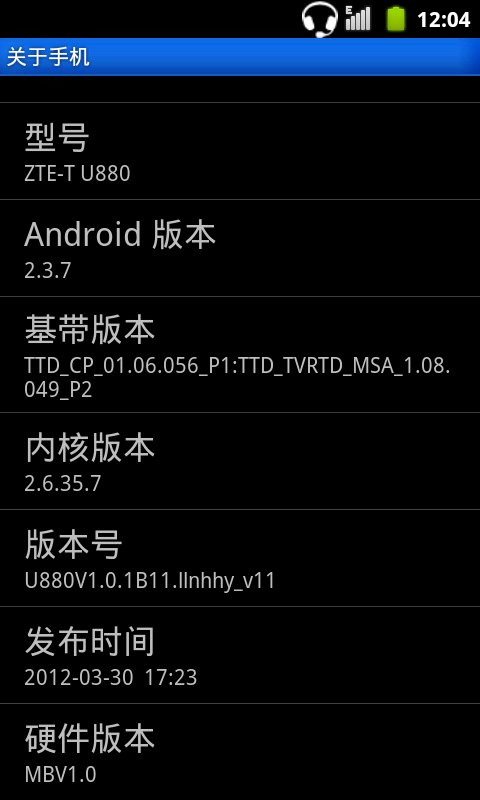 E
12:04
关于手机
型号
ZTE-T U880
Android 版本
2.3.7
基带版本
TTD_CP_01.06.056_P1:TTD_TVRTD_MSA_1.08.
049_P2
内核版本
2.6.35.7
版本号
U880V1.0.1B11.llnhhy_v11
发布时间
2012-03-30 17:23
硬件版本
MBV1.0